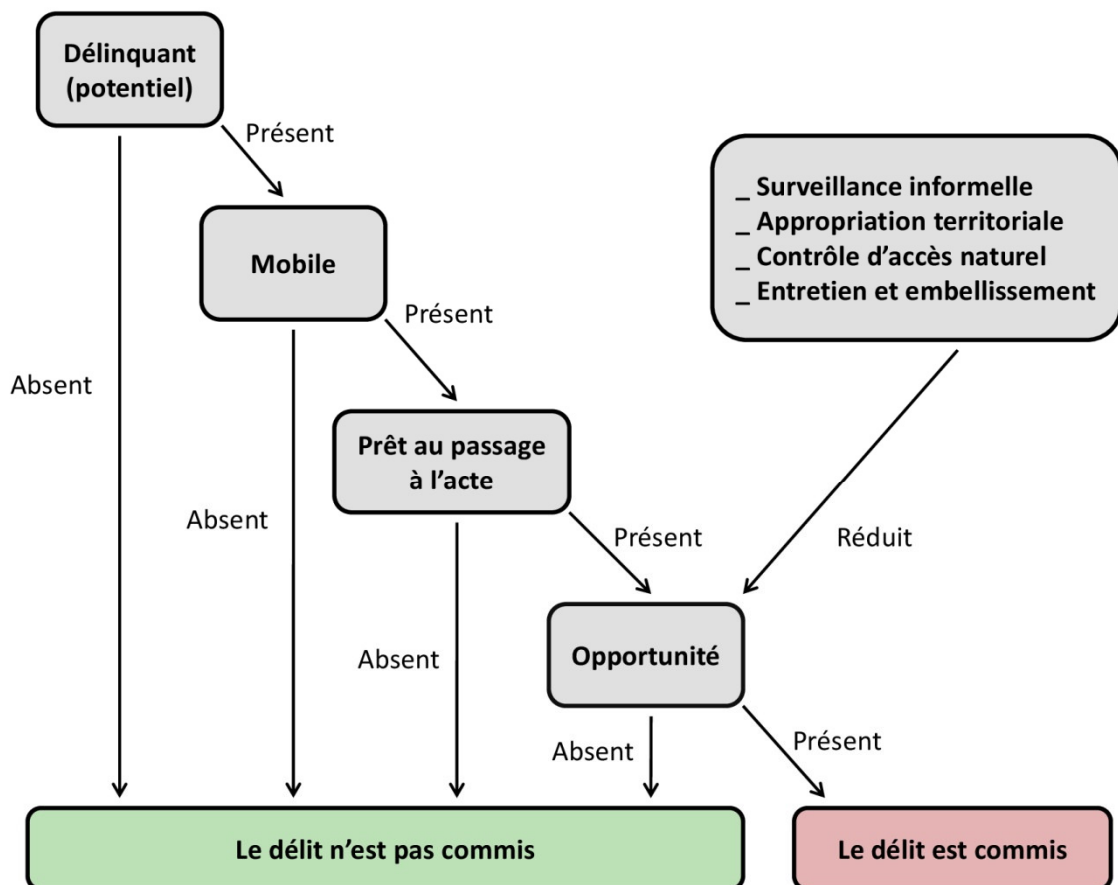 Délinquant
(potentiel)
Présent
_ Surveillance informelle
_ Appropriation territoriale
_ Contrôle d’accès naturel
_ Entretien et embellissement
Mobile
Présent
Absent
Prêt au passage
à l’acte
Absent
Présent
Réduit
Absent
Opportunité
Absent
Présent
Le délit n’est pas commis
Le délit est commis